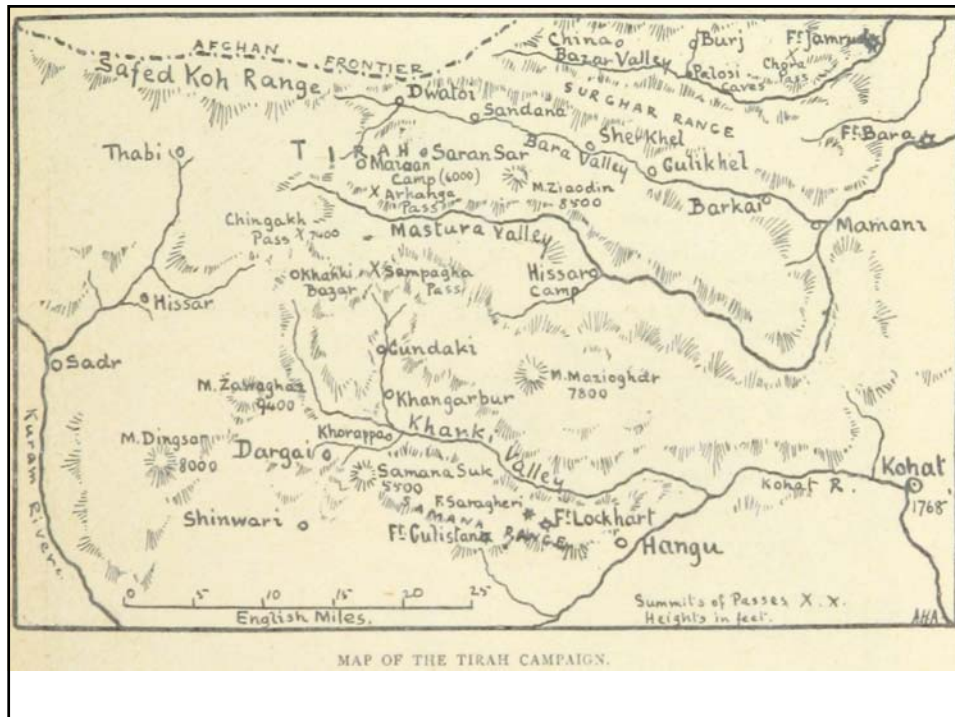 AFGHAN FRONTIER
Safed Koh Range
China
Burj
Ft. Jamrud
Bazar Valley
Chora Pass
Pelosi Caves
SURGHAR RANGE
Dwatoi
Sandana
Sherkhel
Ft. Bara
Bara Valley
Gulikhel
Thabi
TIRAH
Saran Sar
Maidan
Camp (6000)
X Arhanga
Pass
M. Ziaodin
8500
Barkai
Mamani
Chingakh
Pass X 7400
Mastura Valley
Khanki
Bazar
X Sampagha
Pass
Hissar
Camp
Hissar
Sadr
Gundaki
M. Zawaghar
9400
M. Mazioghar
7800
Khangarbur
Khorappa
Khanki Valley
M. Dingsar
8000
Dargai
Samana Suk
5500
Kohat R.
Kohat
1768
Kuram River
F. Saragheri
SAMANA RANGE
Ft. Lockhart
Shinwari
Ft. Gulistan
Hangu
0 5 10 15 20 25
English Miles.
Summits of Passes X. x.
Heights in feet.
AHA
MAP OF THE TIRAH CAMPAIGN.